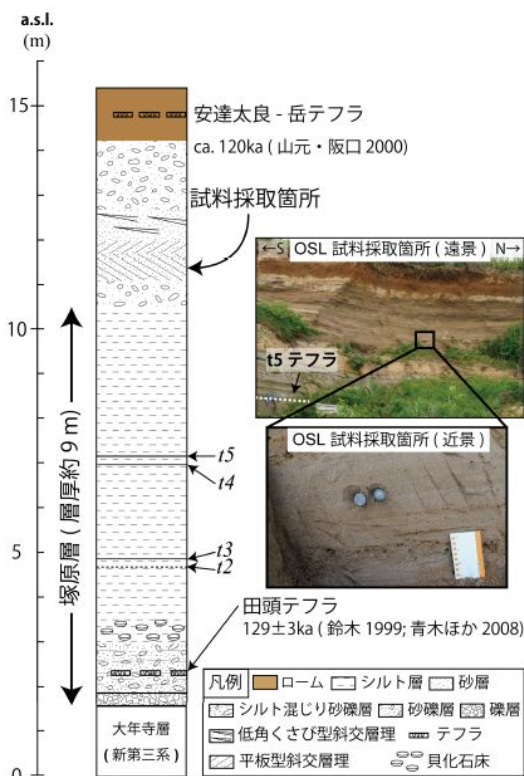 a.s.l.
(m)
15
安達太良 - 岳テフラ
ca. 120ka ( 山元・阪口 2000)
試料採取箇所
←S OSL 試料採取箇所 ( 遠景 ) N→
10
t5 テフラ
OSL 試料採取箇所 ( 近景 )
塚原層 ( 層厚約 9 m)
t5
t4
5
t3
t2
田頭テフラ
129±3ka ( 鈴木 1999; 青木ほか 2008)
凡例 ローム シルト層 砂層
シルト混じり砂礫層 砂礫層 礫層
低角くさび型斜交層理 テフラ
平板型斜交層理 貝化石床
大年寺層
( 新第三系 )
0